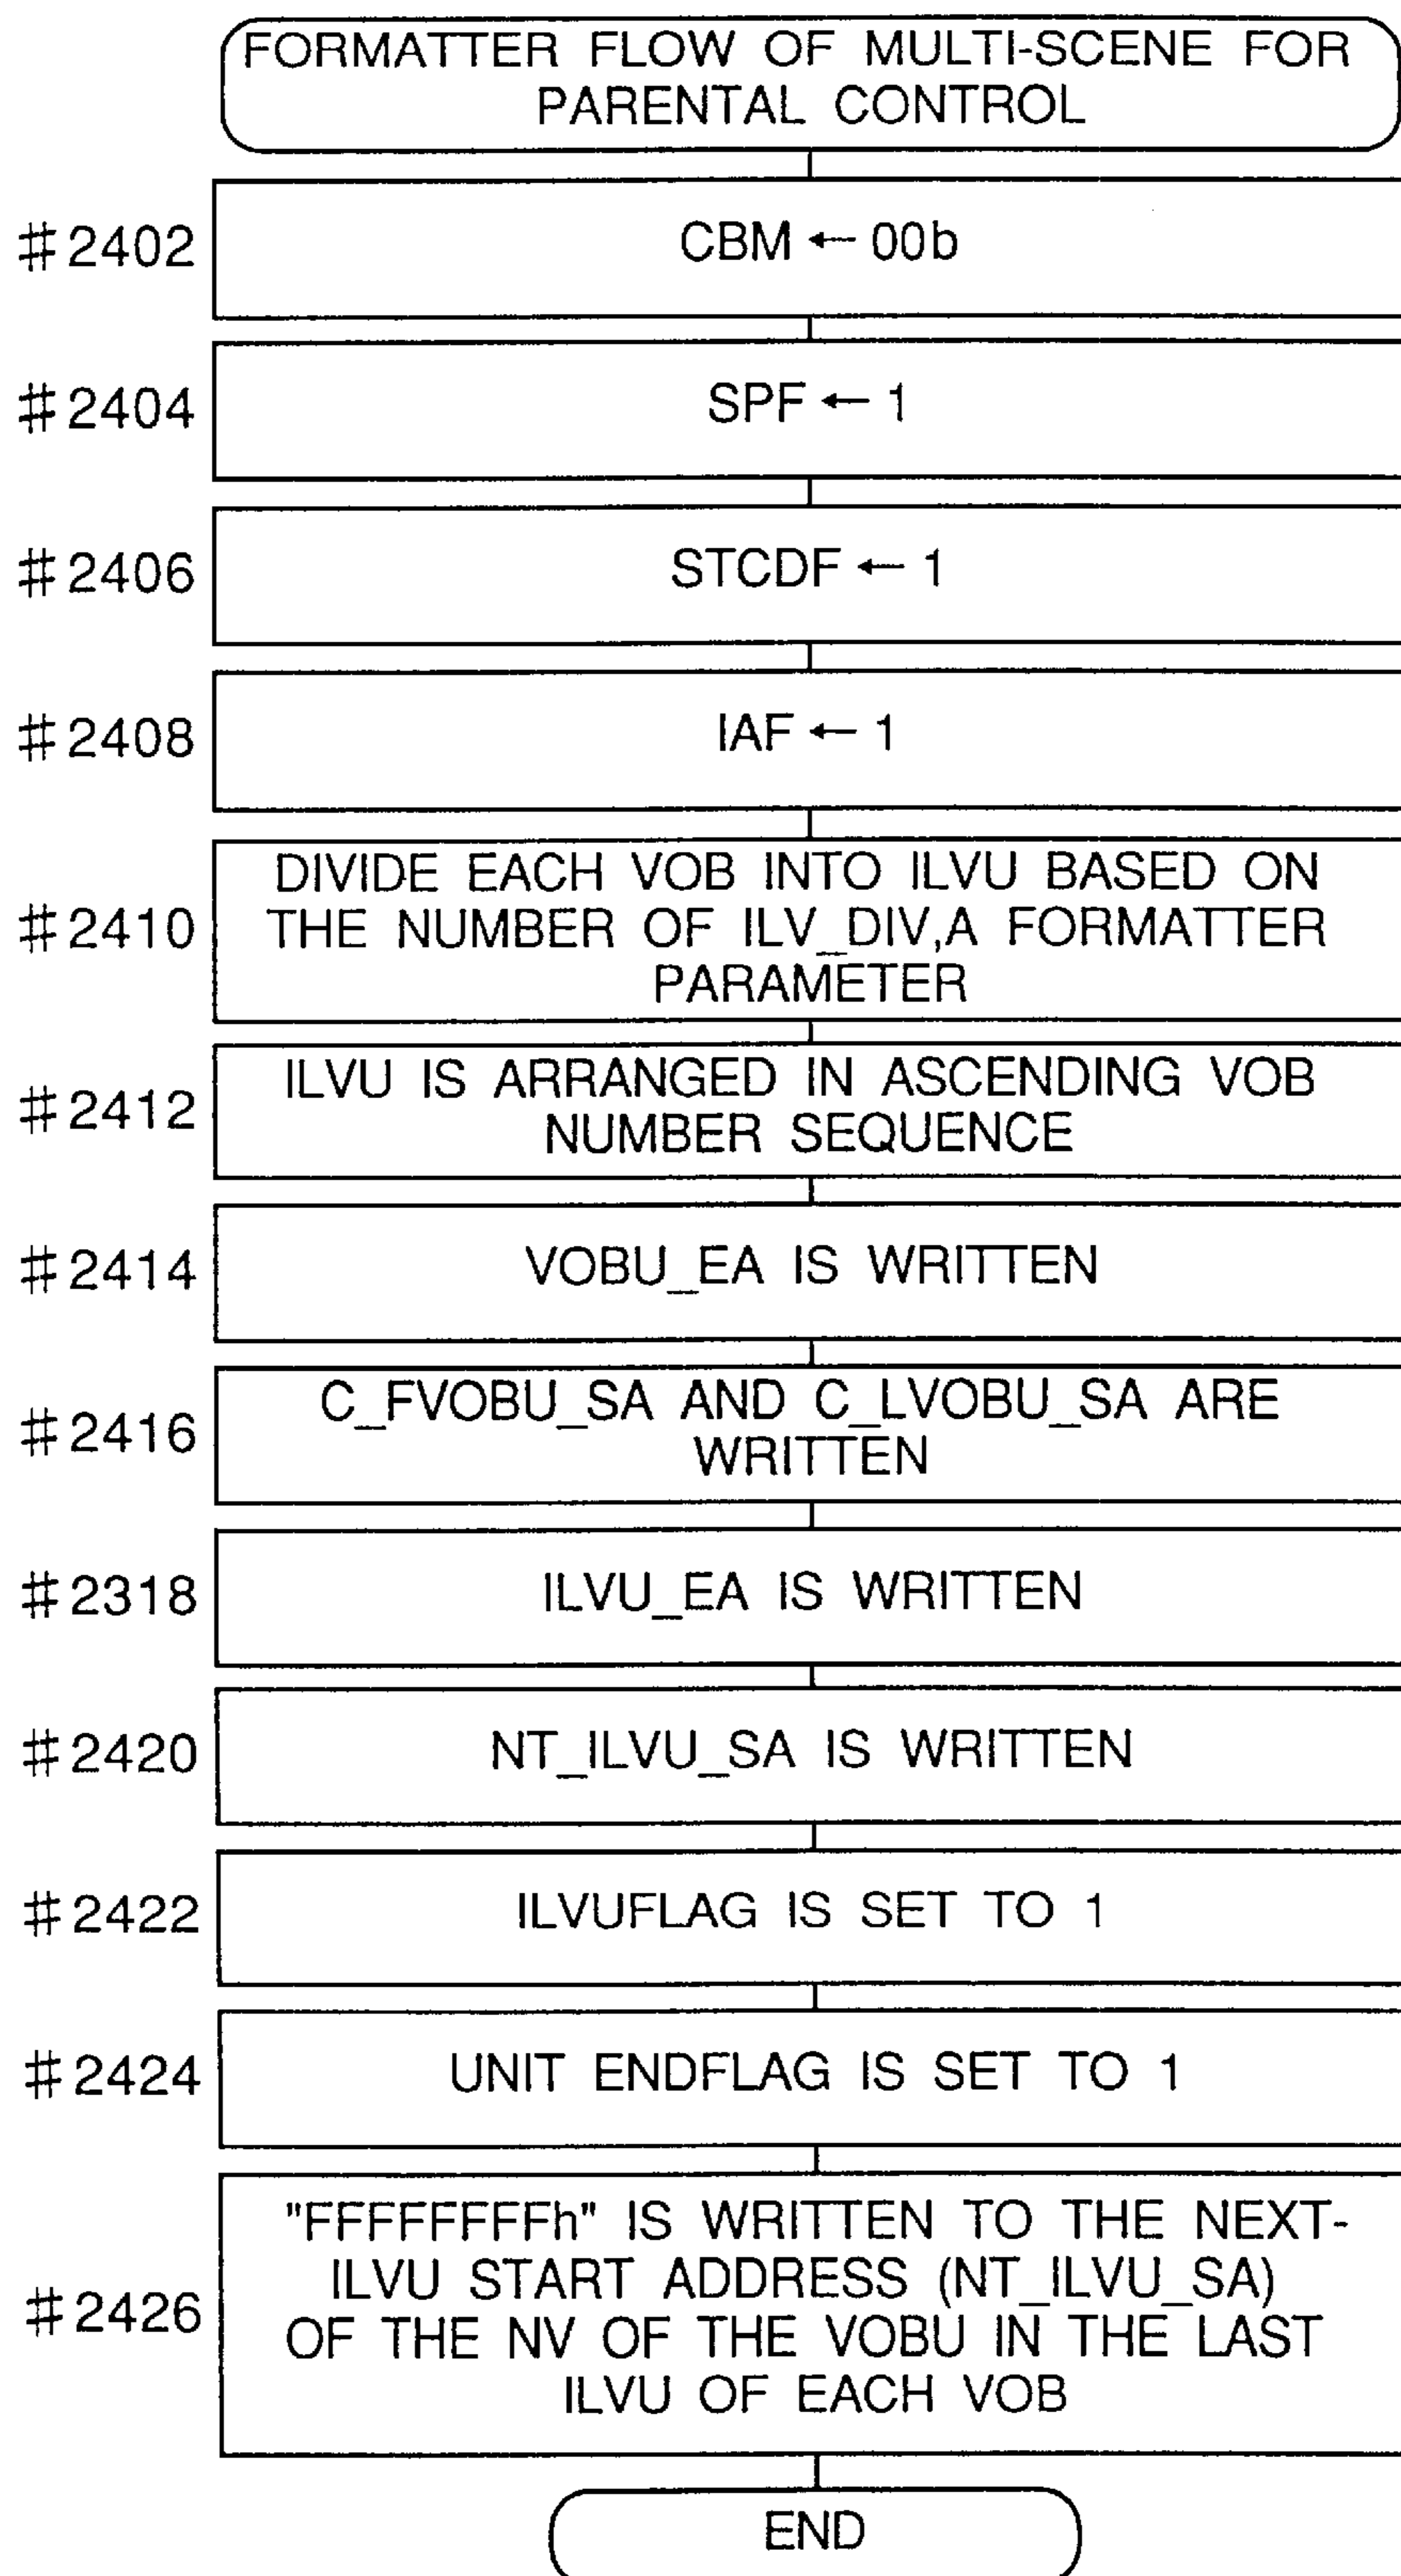 FORMATTER FLOW OF MULTI-SCENE FOR
PARENTAL CONTROL
#2402
CBM ← 00b
#2404
SPF ← 1
#2406
STCDF ← 1
#2408
IAF ← 1
#2410
DIVIDE EACH VOB INTO ILVU BASED ON
THE NUMBER OF ILV_DIV,A FORMATTER
PARAMETER
#2412
ILVU IS ARRANGED IN ASCENDING VOB
NUMBER SEQUENCE
#2414
VOBU_EA IS WRITTEN
#2416
C_FVOBU_SA AND C_LVOBU_SA ARE
WRITTEN
#2318
ILVU_EA IS WRITTEN
#2420
NT_ILVU_SA IS WRITTEN
#2422
ILVUFLAG IS SET TO 1
#2424
UNIT ENDFLAG IS SET TO 1
#2426
"FFFFFFFFh" IS WRITTEN TO THE NEXT-
ILVU START ADDRESS (NT_ILVU_SA)
OF THE NV OF THE VOBU IN THE LAST
ILVU OF EACH VOB
END